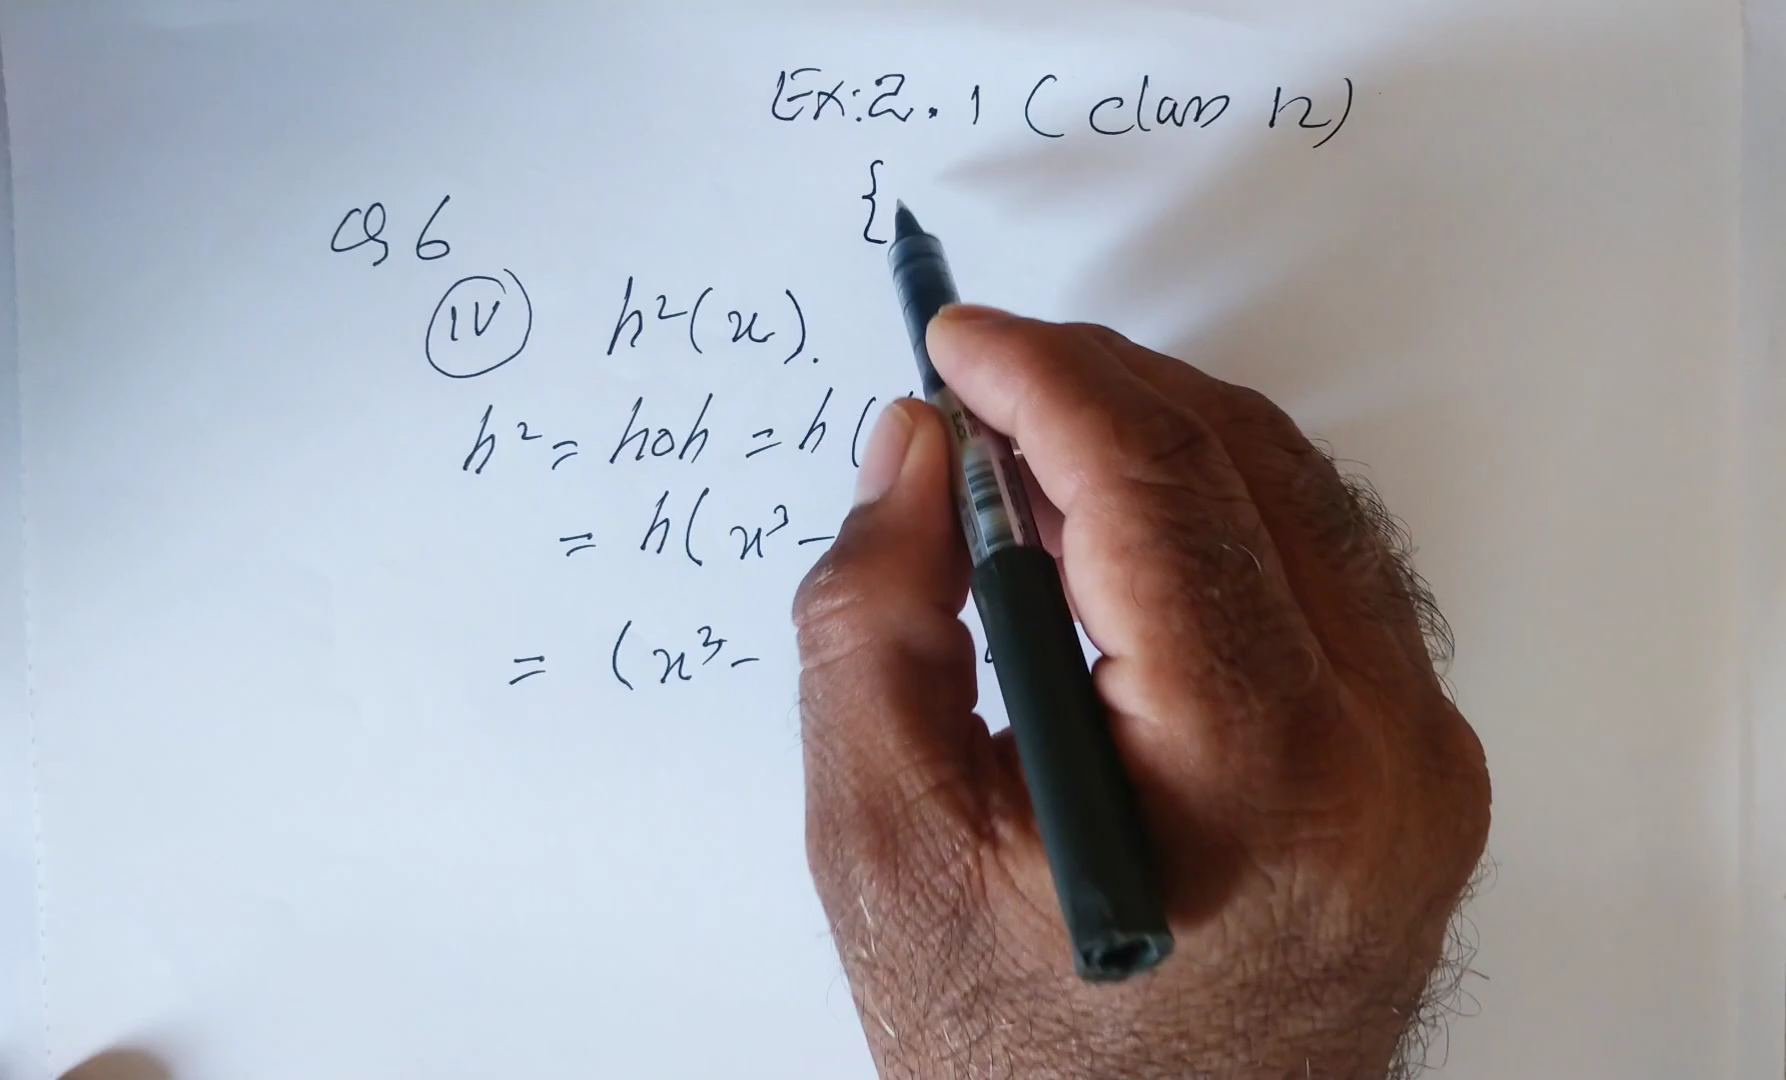 Ex: 2.1 (class 12)
{
Q 6
(IV) h²(x).
h² = hoh = h(
= h(x³-
= (x³-